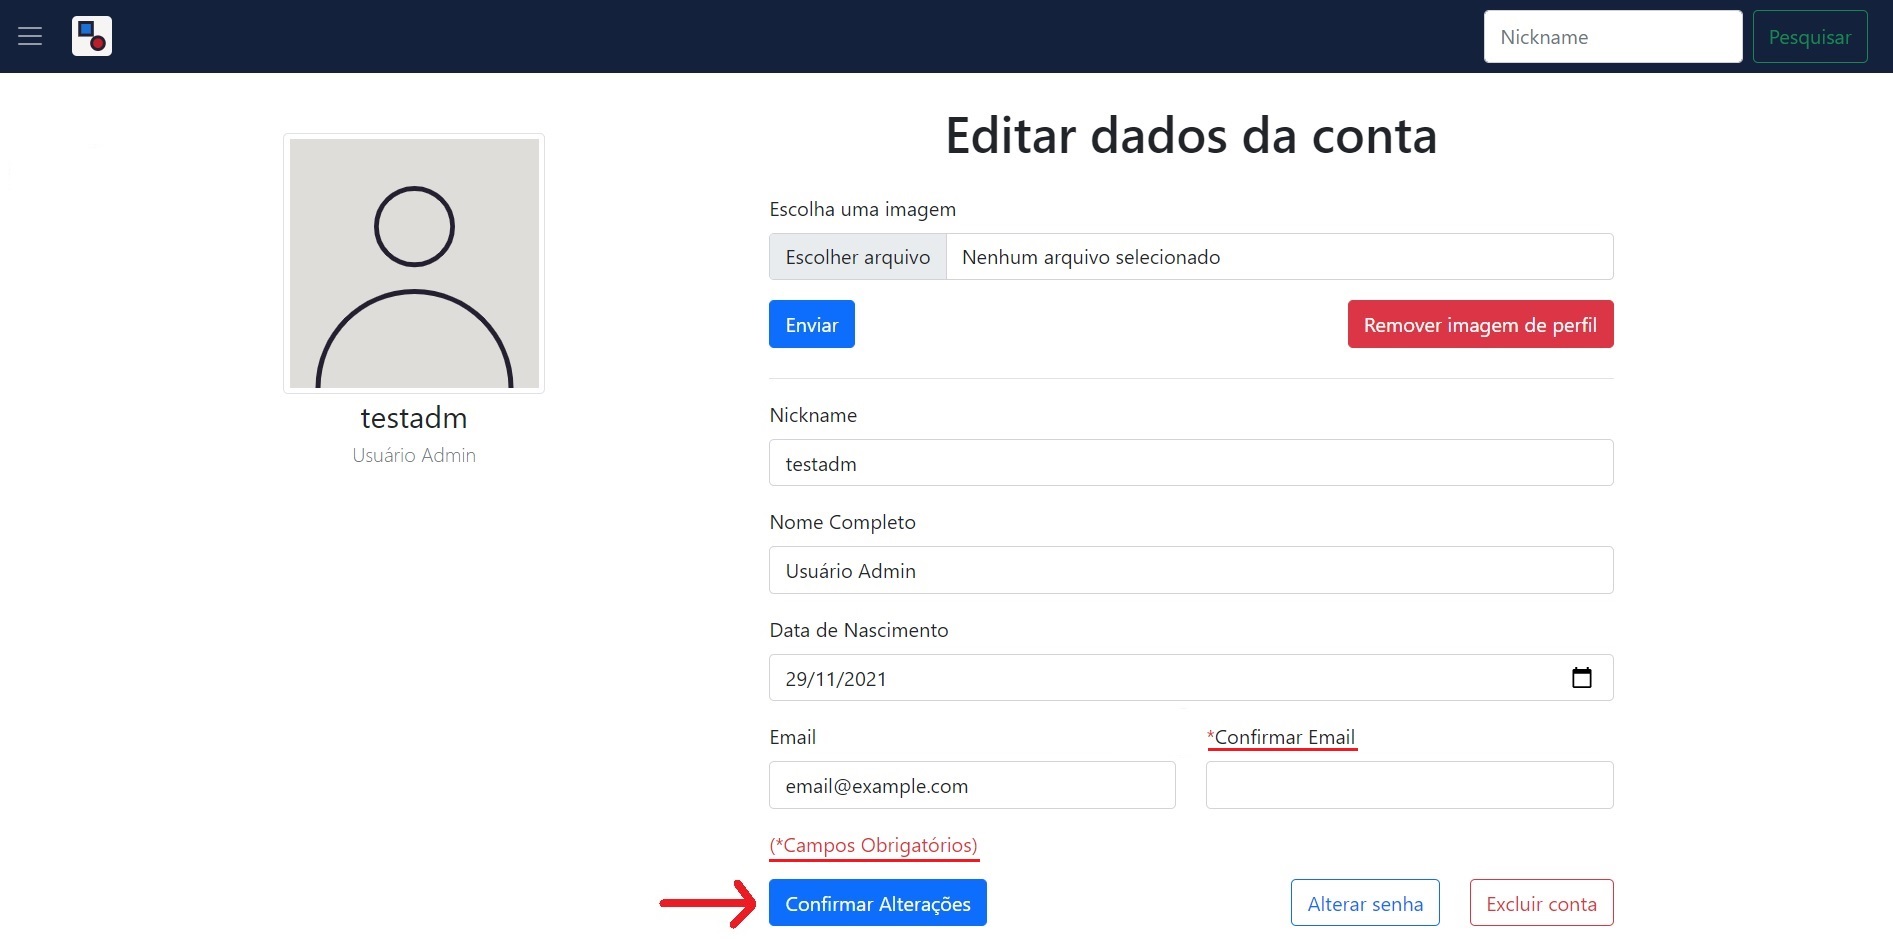 Nickname
Pesquisar
Editar dados da conta
testadm
Usuário Admin
Escolha uma imagem
Escolher arquivo Nenhum arquivo selecionado
Enviar Remover imagem de perfil
Nickname
testadm
Nome Completo
Usuário Admin
Data de Nascimento
29/11/2021
Email *Confirmar Email
email@example.com
(*Campos Obrigatórios)
Confirmar Alterações Alterar senha Excluir conta